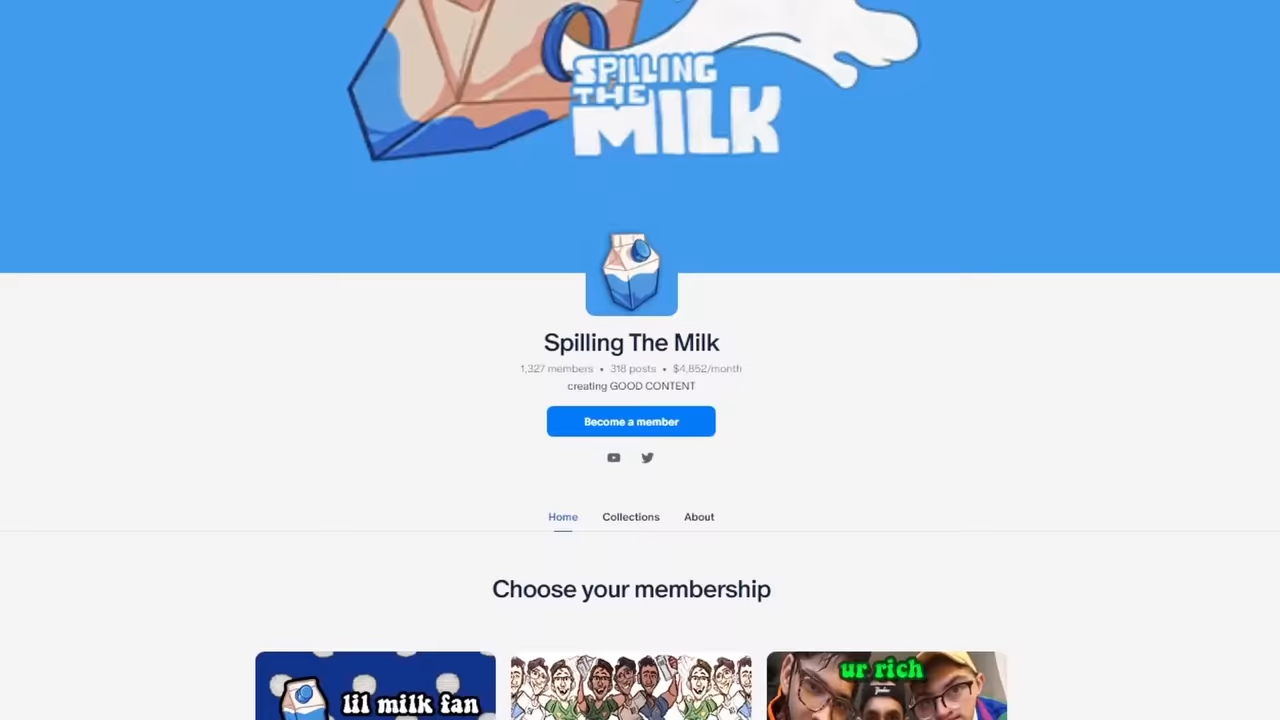 SPILLING
THE
MILK
Spilling The Milk
1,327 members • 318 posts • $4,852/month
creating GOOD CONTENT
Become a member
Home Collections About
Choose your membership
lil milk fan
ur rich